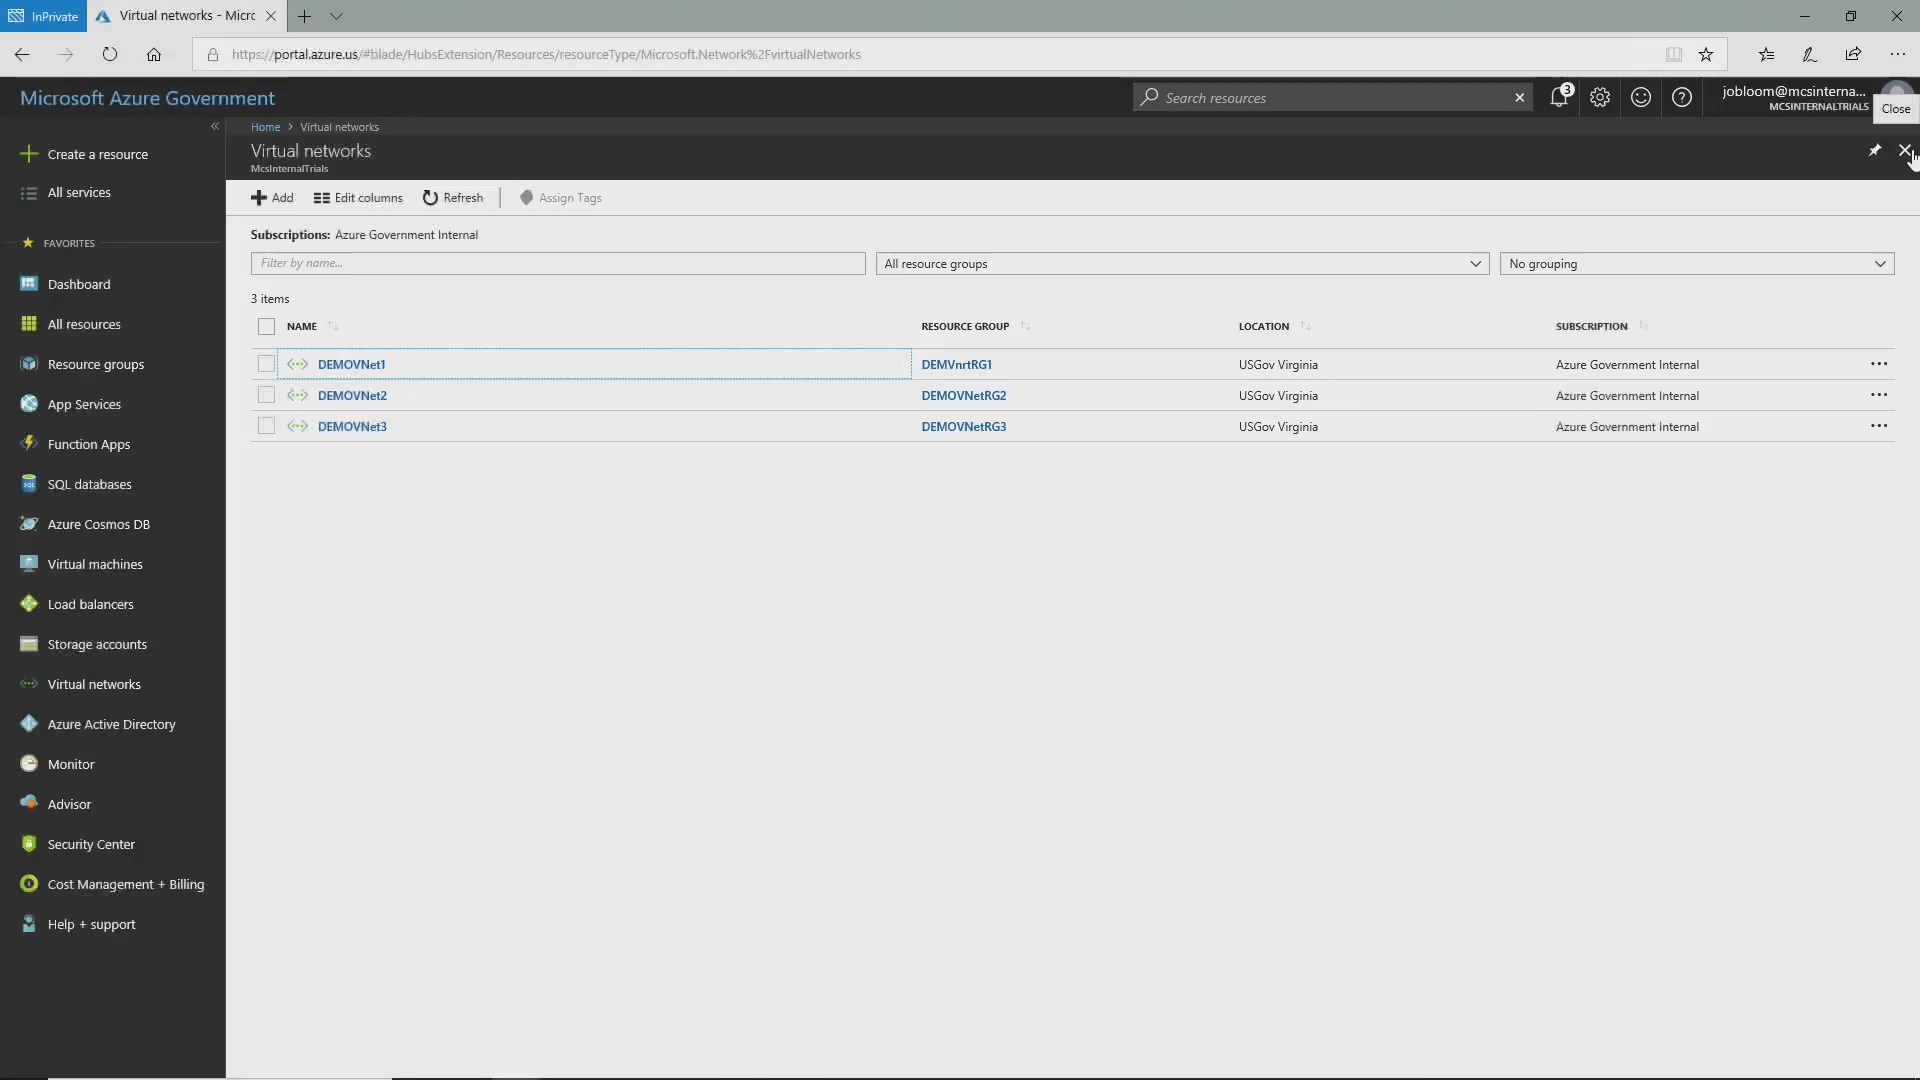 InPrivate
Virtual networks - Micro
https://portal.azure.us/#blade/HubsExtension/Resources/resourceType/Microsoft.Network%2FvirtualNetworks
Microsoft Azure Government
Search resources
3
jobloom@mcsinterna...
MCSINTERNALTRIALS
Close
Home > Virtual networks
Virtual networks
McsInternalTrials
Create a resource
All services
FAVORITES
Dashboard
All resources
Resource groups
App Services
Function Apps
SQL databases
Azure Cosmos DB
Virtual machines
Load balancers
Storage accounts
Virtual networks
Azure Active Directory
Monitor
Advisor
Security Center
Cost Management + Billing
Help + support
Add Edit columns Refresh Assign Tags
Subscriptions: Azure Government Internal
Filter by name... All resource groups No grouping
3 items
NAME RESOURCE GROUP LOCATION SUBSCRIPTION
DEMOVNet1 DEMVnrtRG1 USGov Virginia Azure Government Internal
DEMOVNet2 DEMOVNetRG2 USGov Virginia Azure Government Internal
DEMOVNet3 DEMOVNetRG3 USGov Virginia Azure Government Internal